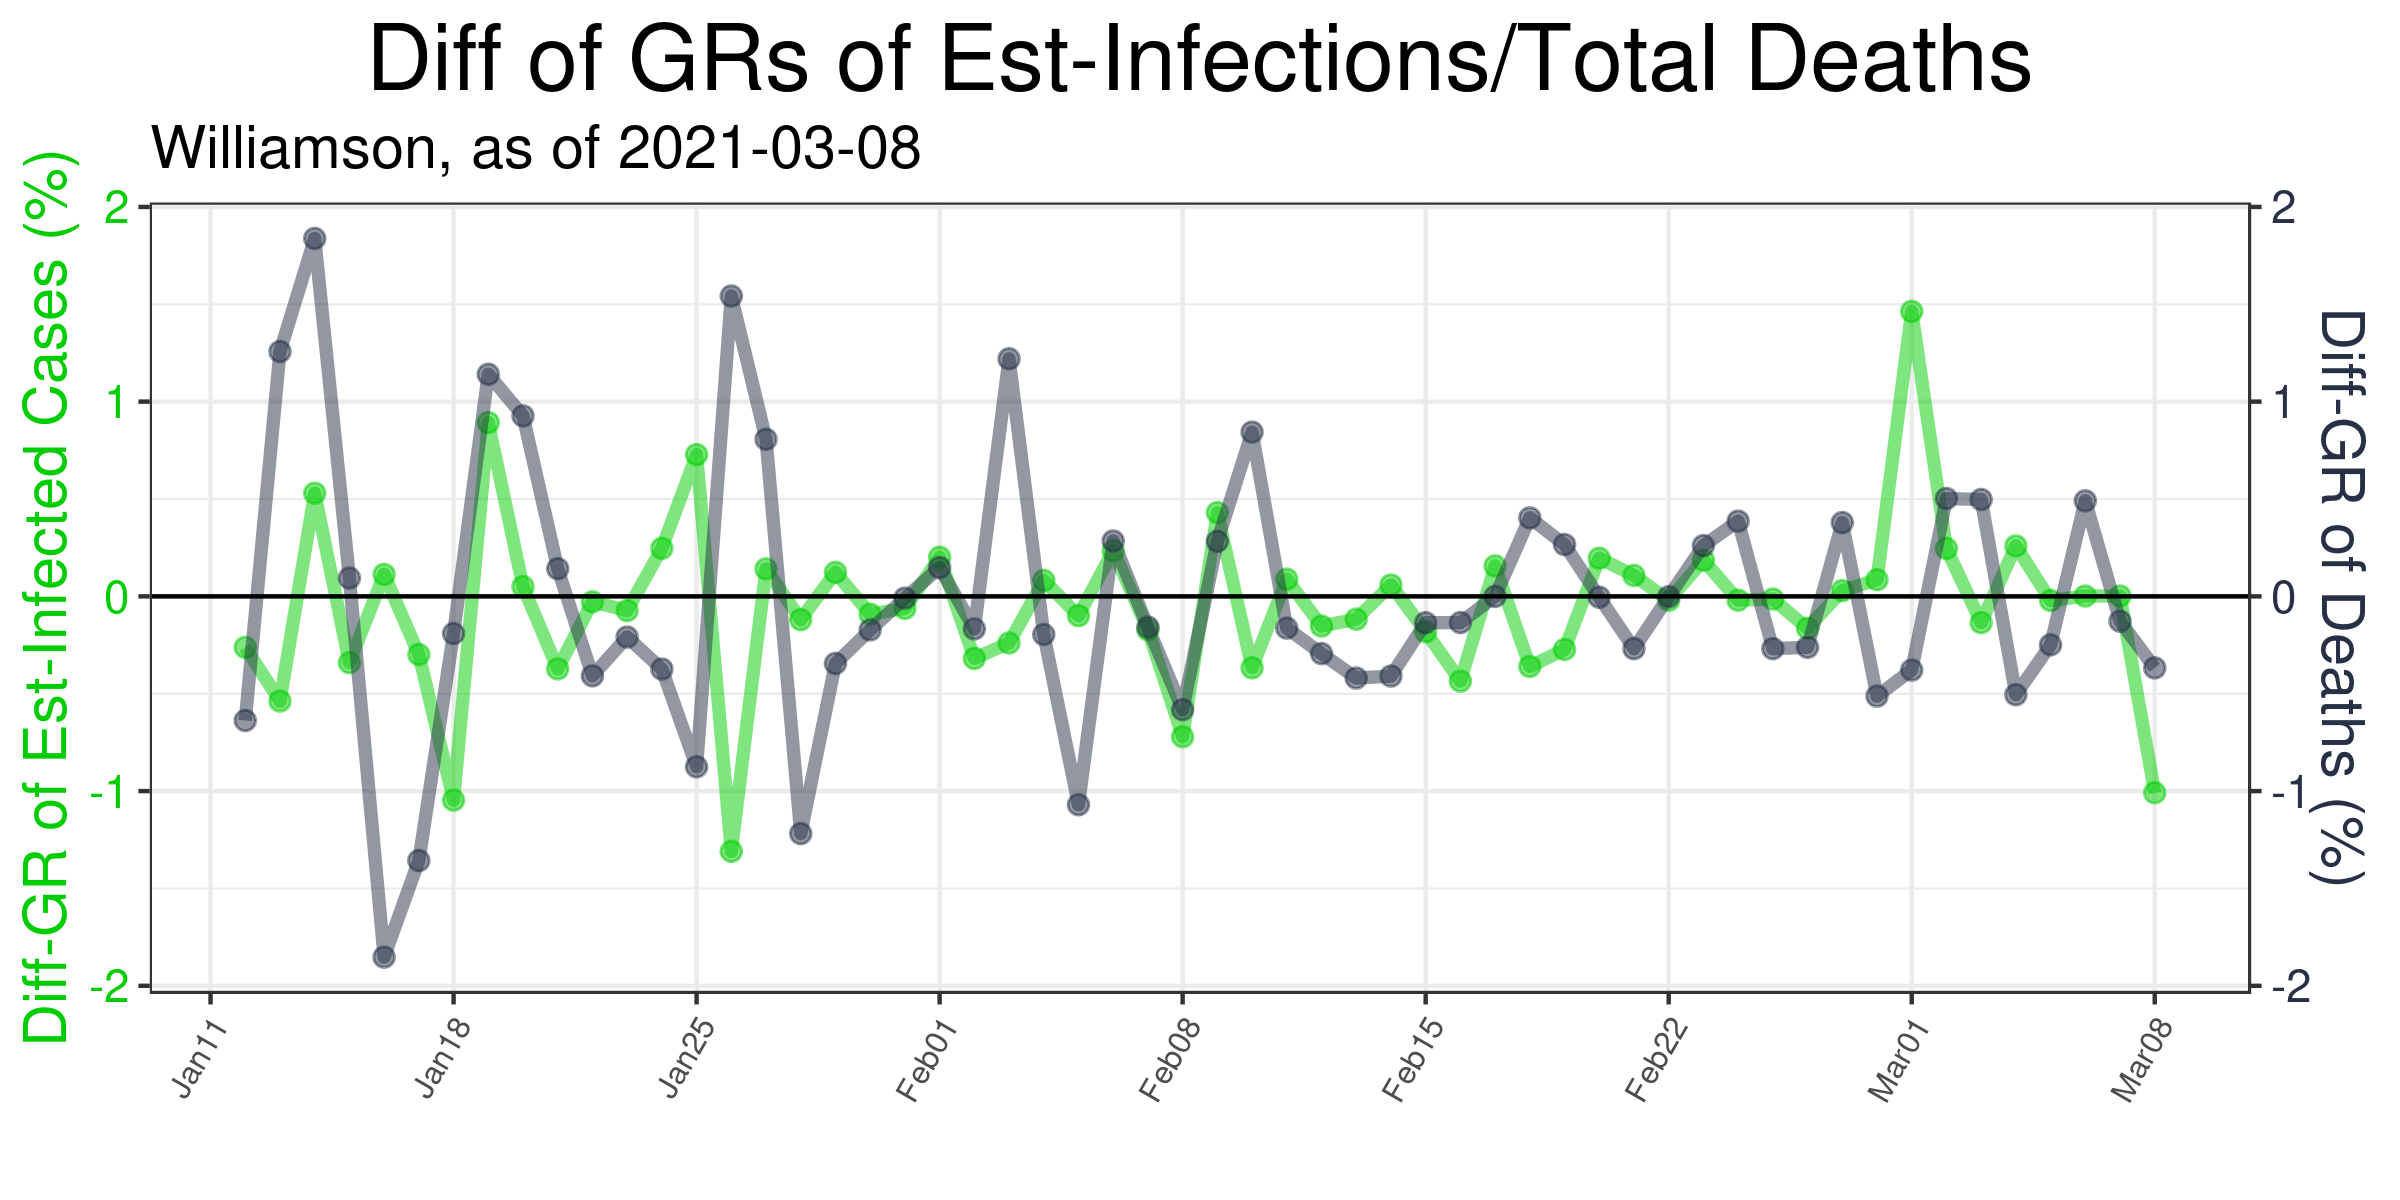 Diff of GRs of Est-Infections/Total Deaths
Williamson, as of 2021-03-08
Diff-GR of Est-Infected Cases (%)
2
1
0
-1
-2
2
1
0
-1
-2
Diff-GR of Deaths (%)
Jan11
Jan18
Jan25
Feb01
Feb08
Feb15
Feb22
Mar01
Mar08